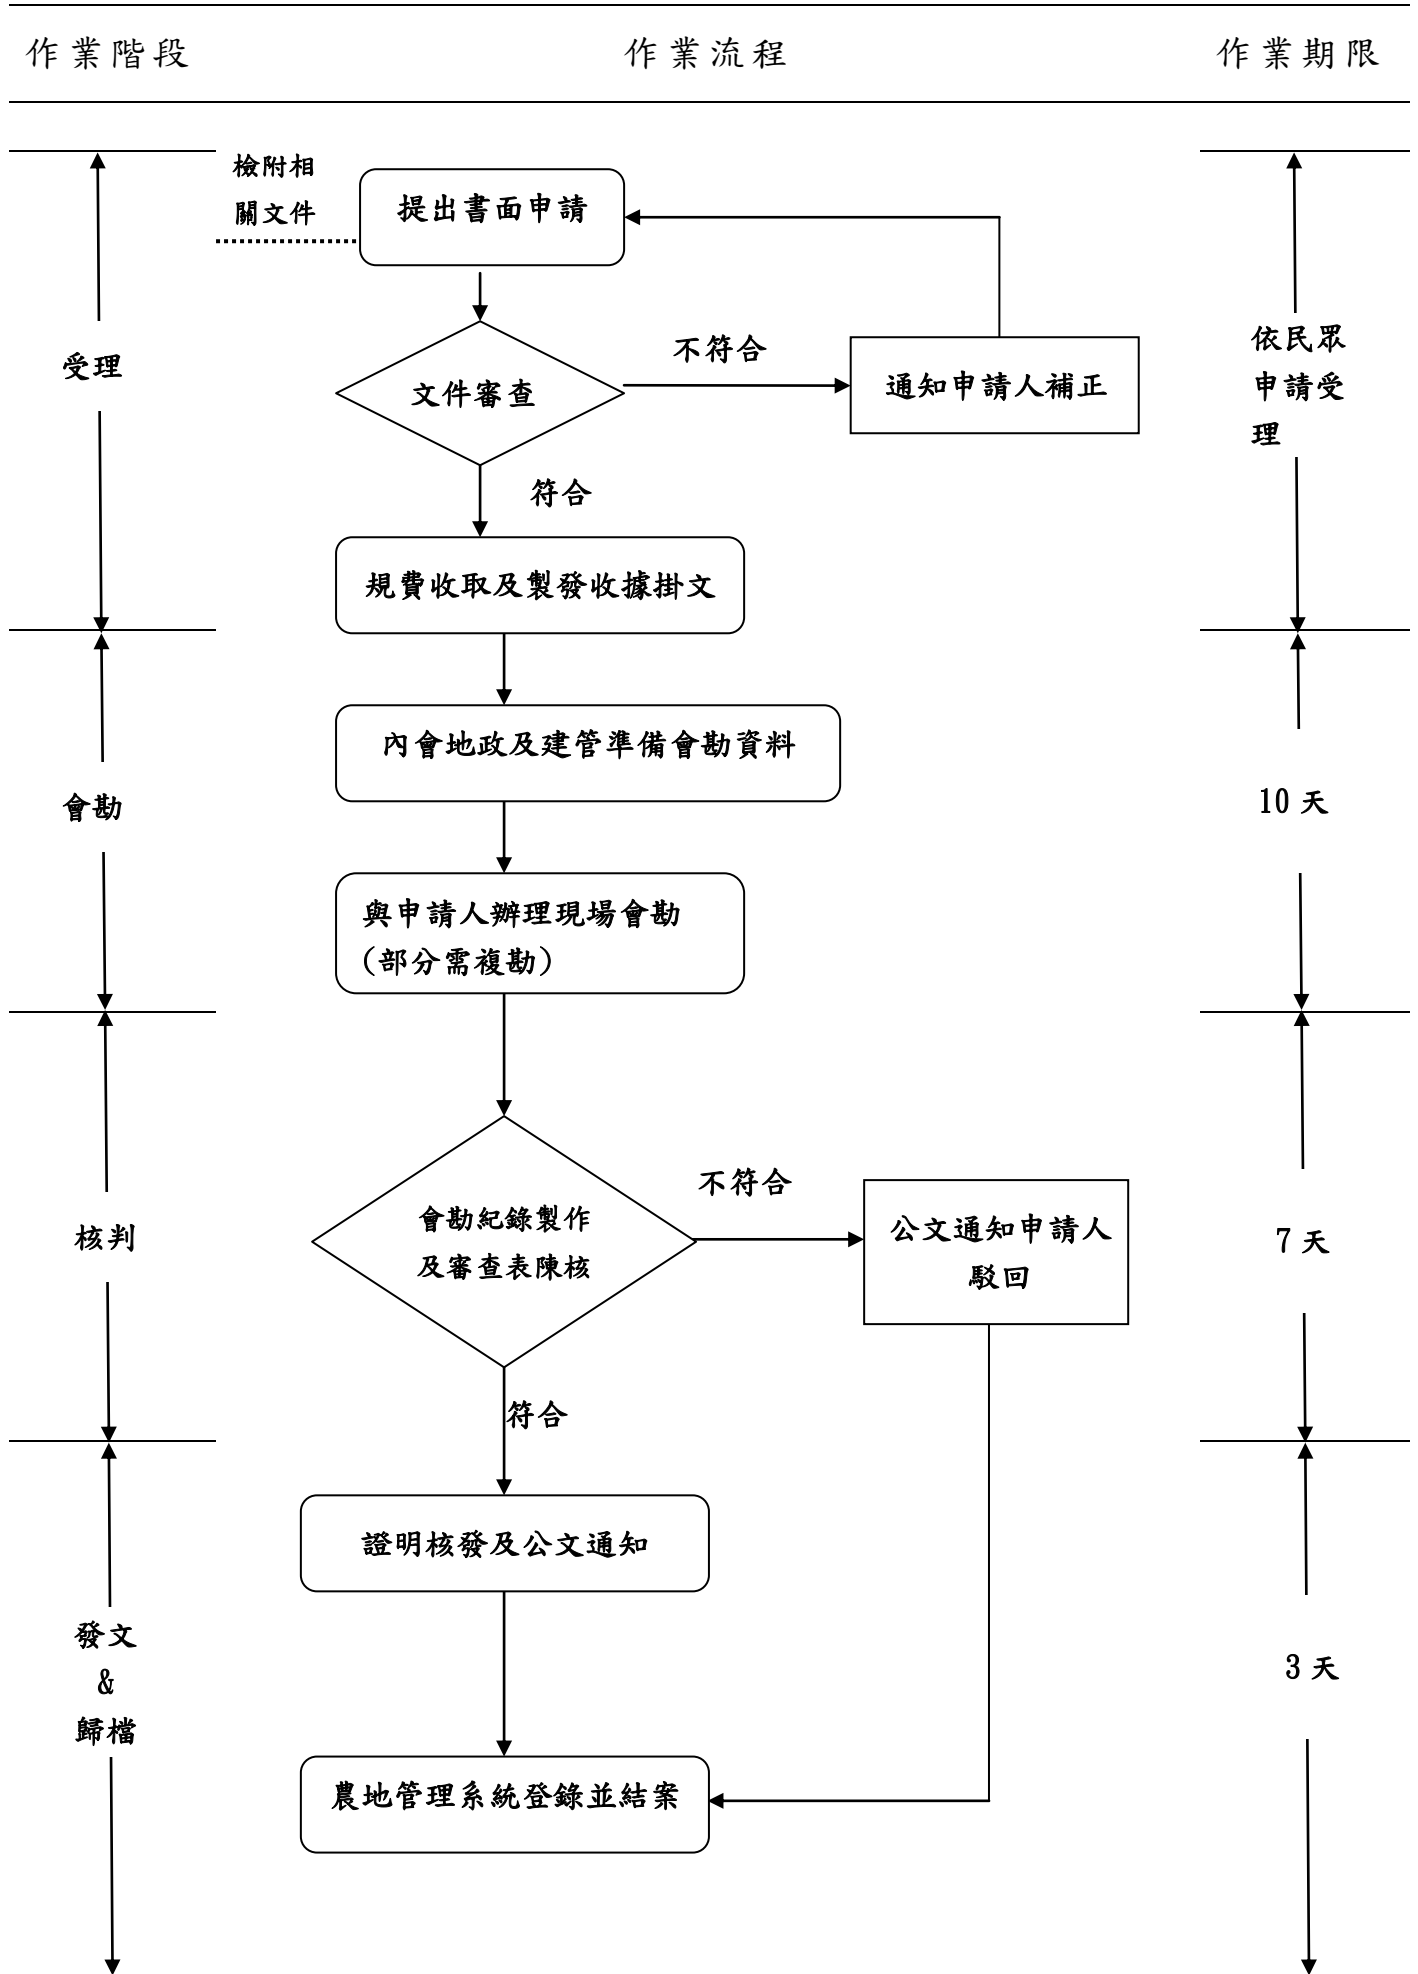 作業階段
作業流程
作業期限
檢附相
關文件
提出書面申請
受理
文件審查
不符合
通知申請人補正
依民眾
申請受
理
符合
規費收取及製發收據掛文
內會地政及建管準備會勘資料
會勘
10 天
與申請人辦理現場會勘
(部分需複勘)
核判
會勘紀錄製作
及審查表陳核
不符合
公文通知申請人
駁回
7 天
符合
證明核發及公文通知
發文
&
歸檔
3 天
農地管理系統登錄並結案